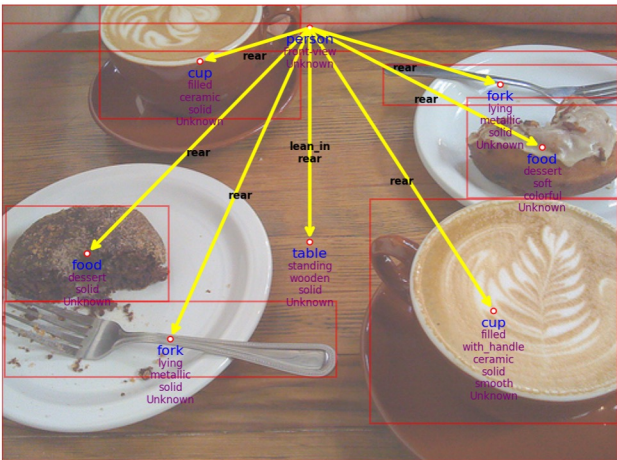 person
front-view
Unknown
rear
cup
filled
ceramic
solid
Unknown
rear
fork
lying
metallic
solid
Unknown
rear
food
dessert
soft
colorful
Unknown
rear
lean_in
rear
rear
rear
food
dessert
solid
Unknown
table
standing
wooden
solid
Unknown
fork
lying
metallic
solid
Unknown
cup
filled
with_handle
ceramic
solid
smooth
Unknown